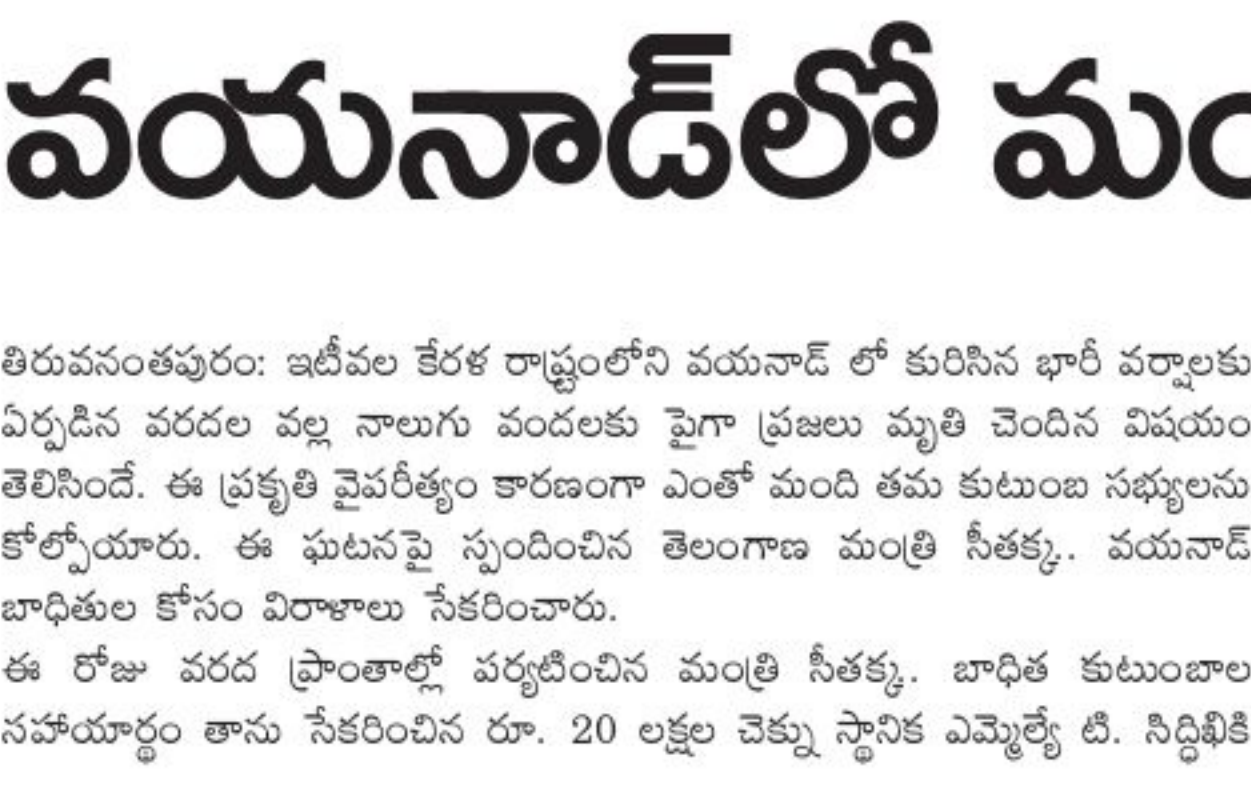 వయనాడ్‌లో మం
తిరువనంతపురం: ఇటీవల కేరళ రాష్ట్రంలోని వయనాడ్ లో కురిసిన భారీ వర్షాలకు
ఏర్పడిన వరదల వల్ల నాలుగు వందలకు పైగా ప్రజలు మృతి చెందిన విషయం
తెలిసిందే. ఈ ప్రకృతి వైపరీత్యం కారణంగా ఎంతో మంది తమ కుటుంబ సభ్యులను
కోల్పోయారు. ఈ ఘటనపై స్పందించిన తెలంగాణ మంత్రి సీతక్క.. వయనాడ్
బాధితుల కోసం విరాళాలు సేకరించారు.
ఈ రోజు వరద ప్రాంతాల్లో పర్యటించిన మంత్రి సీతక్క. బాధిత కుటుంబాల
సహాయార్థం తాను సేకరించిన రూ. 20 లక్షల చెక్ను స్థానిక ఎమ్మెల్యే టి. సిద్ధిఖికి